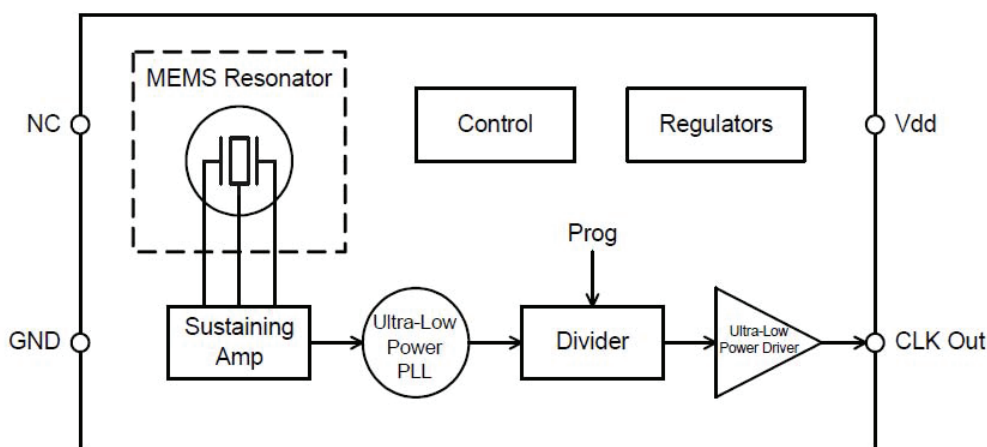 MEMS Resonator
NC
Control
Regulators
Vdd
Prog
GND
Sustaining
Amp
Ultra-Low
Power
PLL
Divider
Ultra-Low
Power Driver
CLK Out